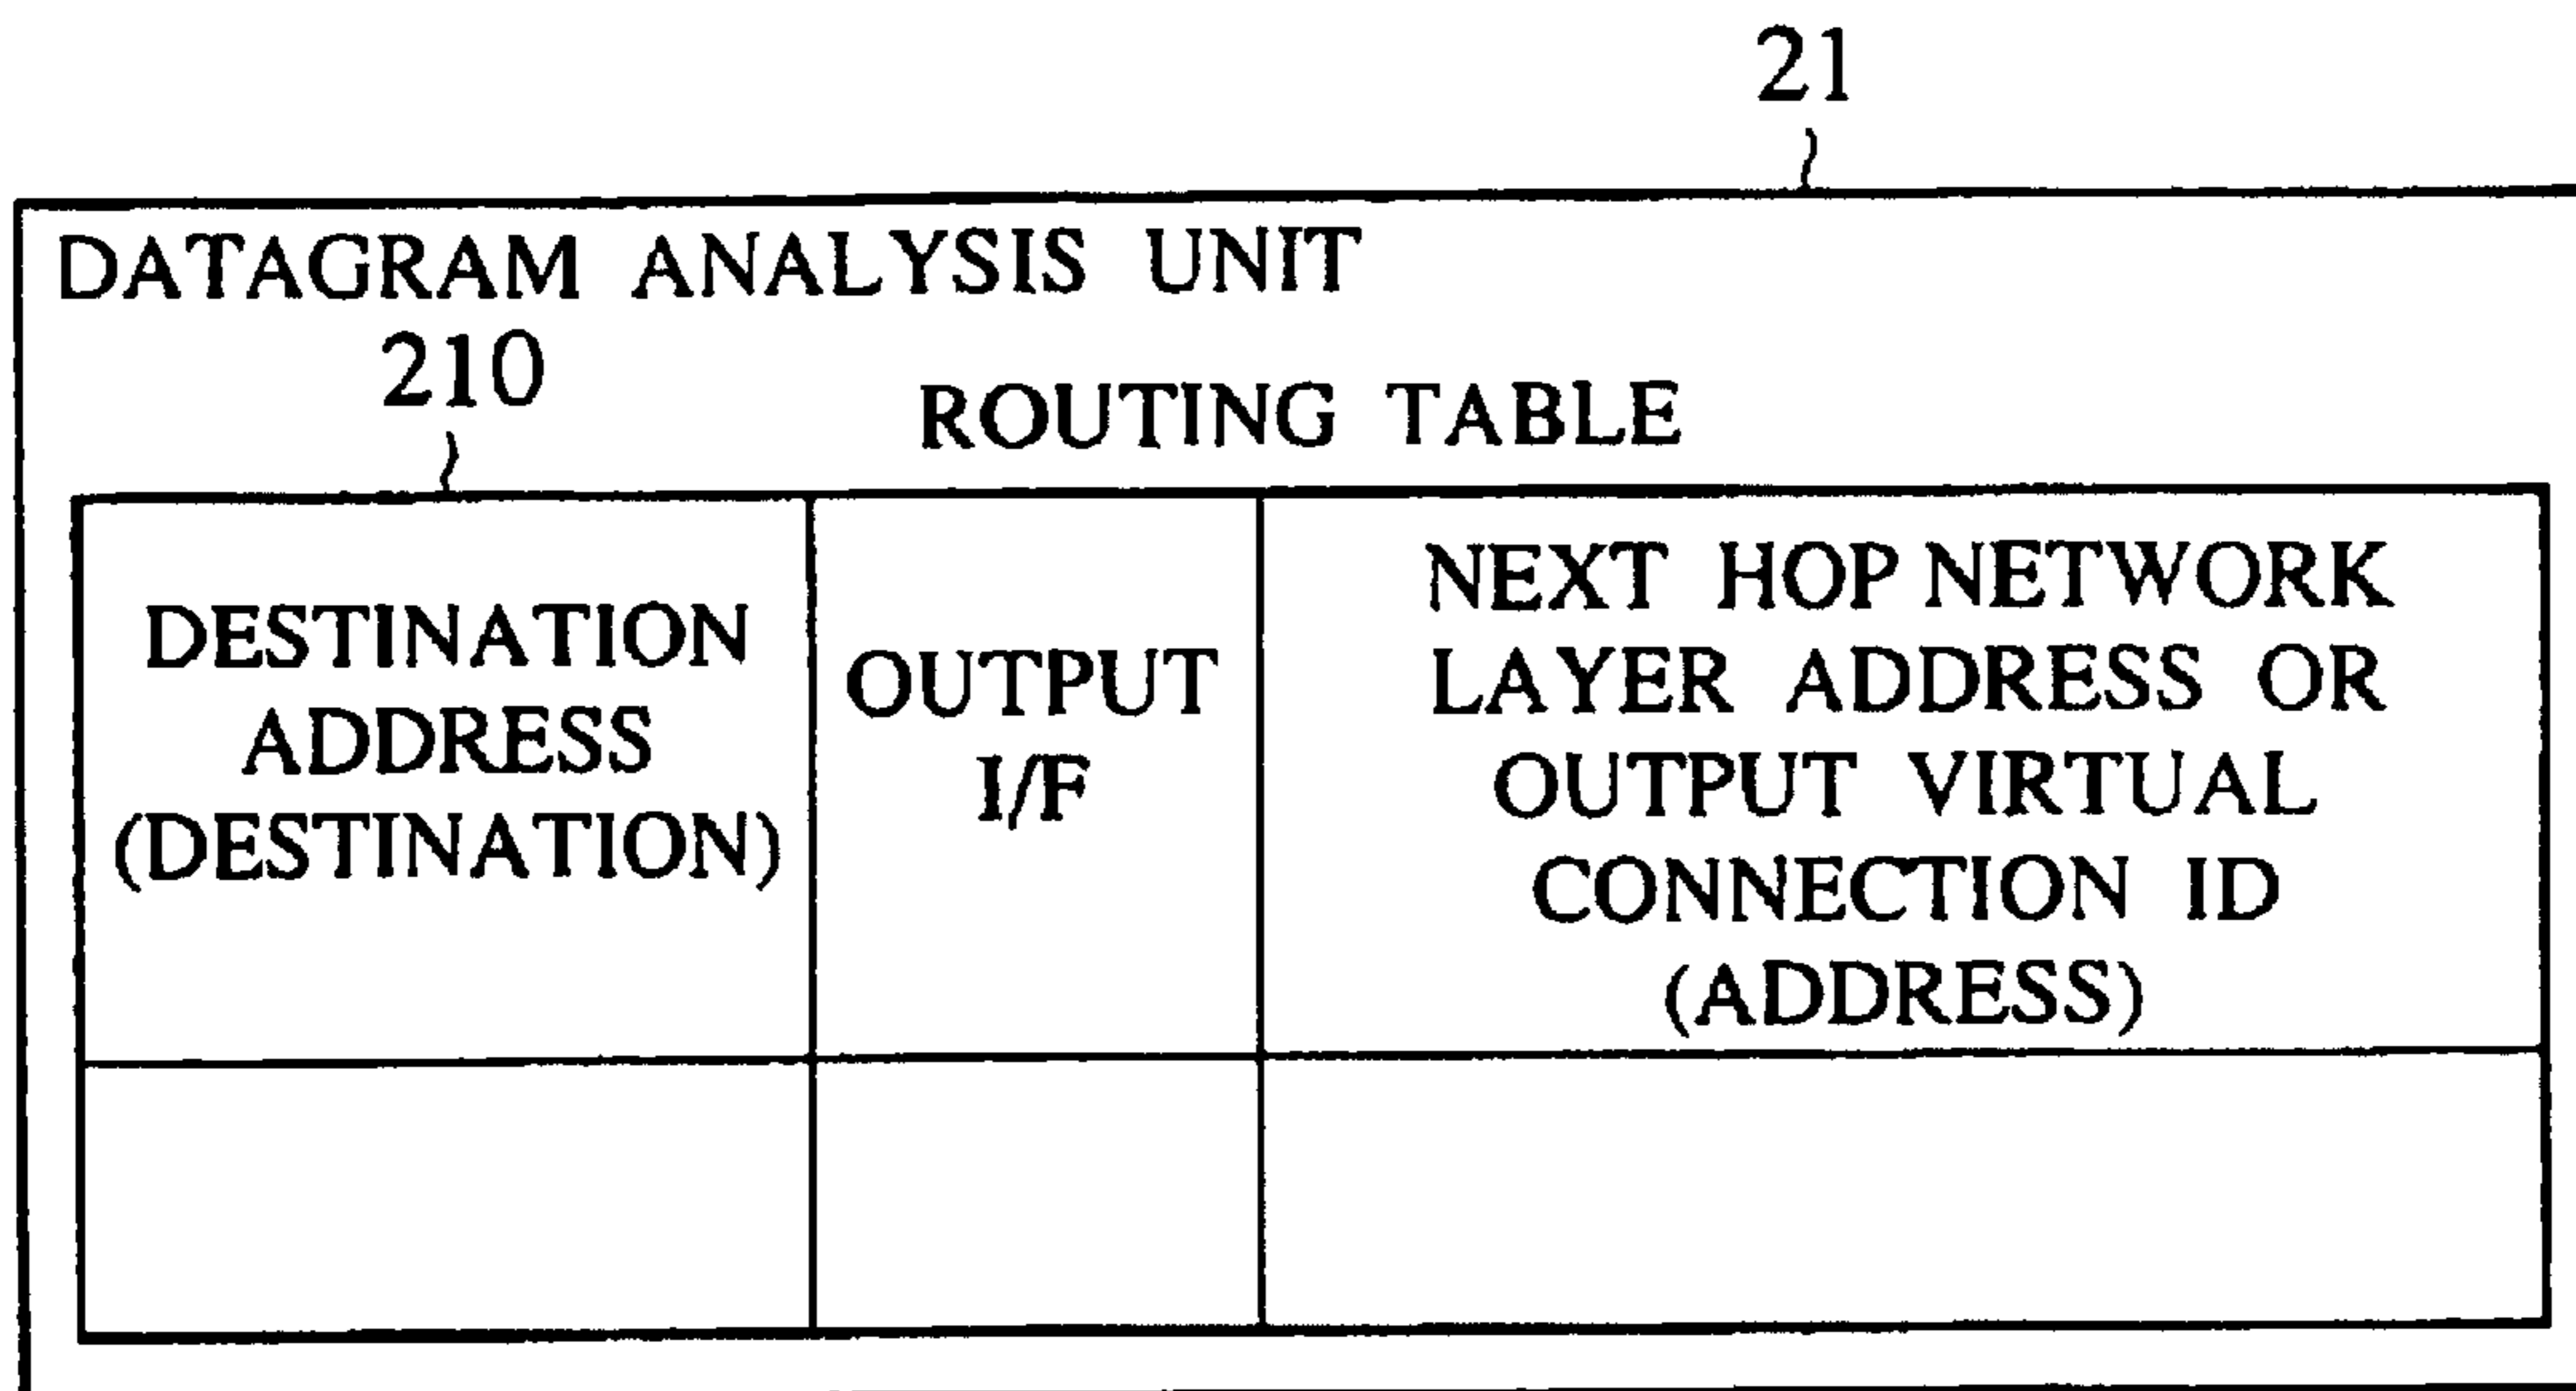 21
DATAGRAM ANALYSIS UNIT
210
ROUTING TABLE
DESTINATION
ADDRESS
(DESTINATION)
OUTPUT
I/F
NEXT HOP NETWORK
LAYER ADDRESS OR
OUTPUT VIRTUAL
CONNECTION ID
(ADDRESS)